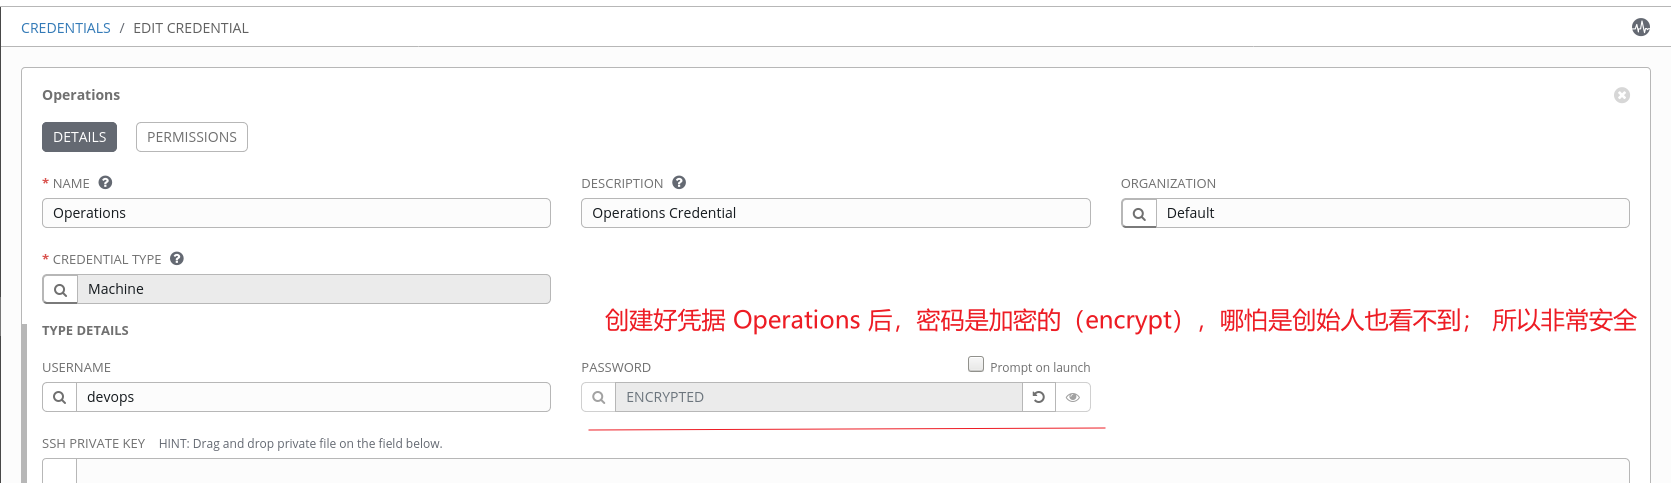 CREDENTIALS / EDIT CREDENTIAL
Operations
DETAILS PERMISSIONS
* NAME DESCRIPTION ORGANIZATION
Operations Operations Credential Default
* CREDENTIAL TYPE
Machine
创建好凭据 Operations 后，密码是加密的（encrypt），哪怕是创始人也看不到； 所以非常安全
TYPE DETAILS
USERNAME PASSWORD Prompt on launch
devops ENCRYPTED
SSH PRIVATE KEY HINT: Drag and drop private file on the field below.